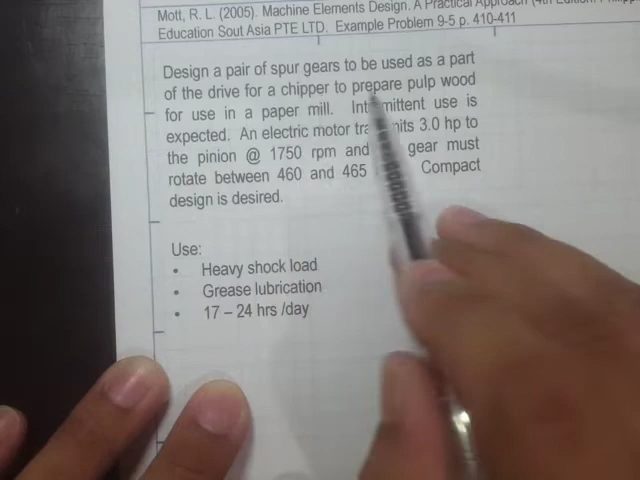 Mott, R. L. (2005). Machine Elements Design. A Practical Approach (4th Edition.
Education Sout Asia PTE LTD. Example Problem 9-5 p. 410-411
Design a pair of spur gears to be used as a part
of the drive for a chipper to prepare pulp wood
for use in a paper mill. Intermittent use is
expected. An electric motor transmits 3.0 hp to
the pinion @ 1750 rpm and gear must
rotate between 460 and 465 Compact
design is desired.
Use:
• Heavy shock load
• Grease lubrication
• 17 – 24 hrs /day